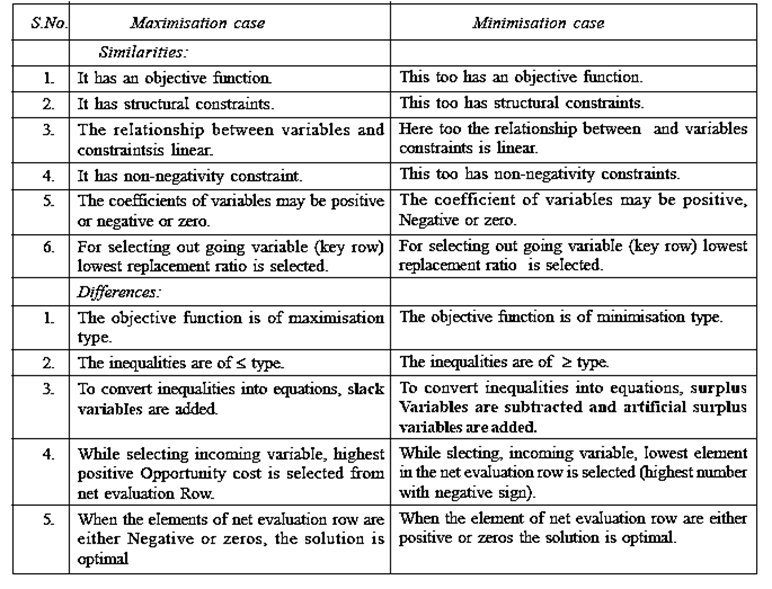 S.No. Maximisation case Minimisation case
Similarities:
1. It has an objective function. This too has an objective function.
2. It has structural constraints. This too has structural constraints.
3. The relationship between variables and Here too the relationship between and variables
constraintsis linear. constraints is linear.
4. It has non-negativity constraint. This too has non-negativity constraints.
5. The coefficients of variables may be positive The coefficient of variables may be positive,
or negative or zero. Negative or zero.
6. For selecting out going variable (key row) For selecting out going variable (key row) lowest
lowest replacement ratio is selected. replacement ratio is selected.
Differences:
1. The objective function is of maximisation The objective function is of minimisation type.
type.
2. The inequalities are of ≤ type. The inequalities are of ≥ type.
3. To convert inequalities into equations, slack To convert inequalities into equations, surplus
variables are added. Variables are subtracted and artificial surplus
variables are added.
4. While selecting incoming variable, highest While slecting, incoming variable, lowest element
positive Opportunity cost is selected from in the net evaluation row is selected (highest number
net evaluation Row. with negative sign).
5. When the elements of net evaluation row are When the element of net evaluation row are either
either Negative or zeros, the solution is positive or zeros the solution is optimal.
optimal